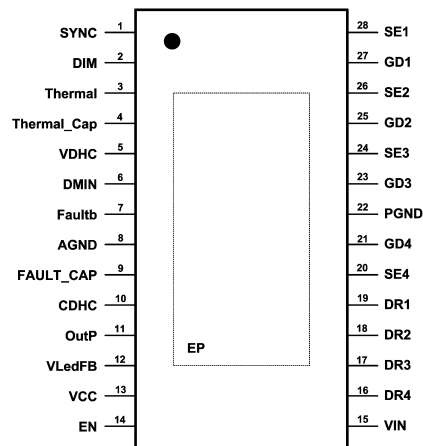 SYNC 1 28 SE1
DIM 2 27 GD1
Thermal 3 26 SE2
Thermal_Cap 4 25 GD2
VDHC 5 24 SE3
DMIN 6 23 GD3
Faultb 7 22 PGND
AGND 8 21 GD4
FAULT_CAP 9 20 SE4
CDHC 10 19 DR1
OutP 11 18 DR2
EP
VLedFB 12 17 DR3
VCC 13 16 DR4
EN 14 15 VIN